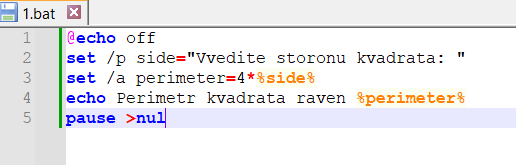 1.bat
1 @echo off
2 set /p side="Vvedite storonu kvadrata: "
3 set /a perimeter=4*%side%
4 echo Perimetr kvadrata raven %perimeter%
5 pause >nul